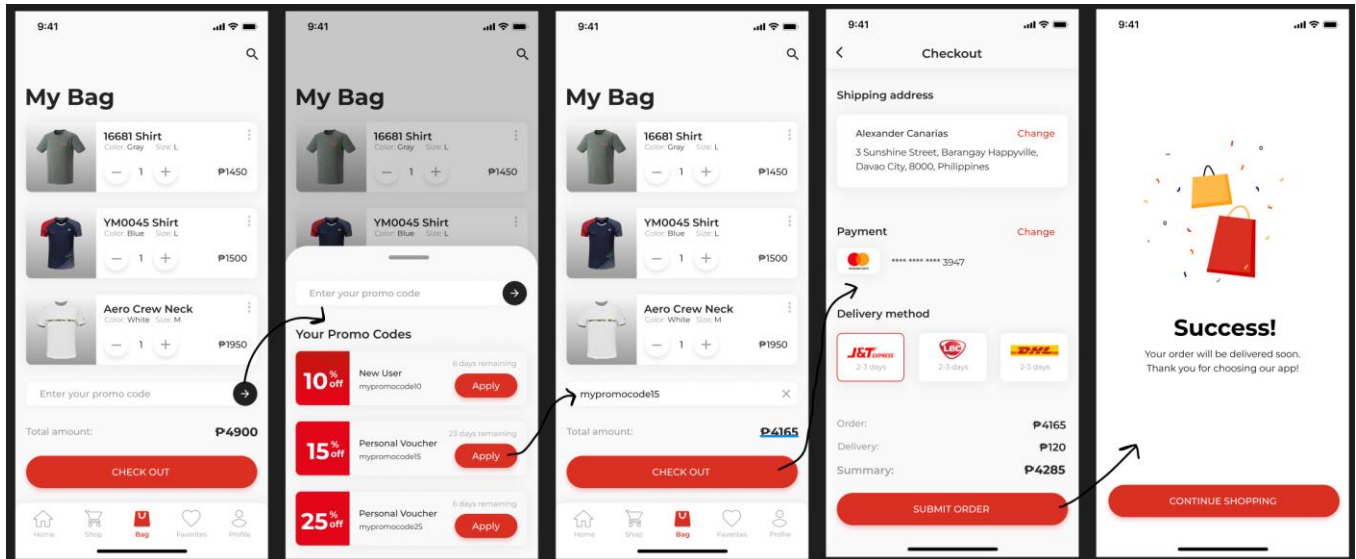 9:41
My Bag
16681 Shirt
Color: Gray Size: L
1
₱1450
YM0045 Shirt
Color: Blue Size: L
1
₱1500
Aero Crew Neck
Color: White Size: M
1
₱1950
Enter your promo code
Total amount:
₱4900
CHECK OUT
Home
Shop
Bag
Favorites
Profile
9:41
My Bag
16681 Shirt
Color: Gray Size: L
1
₱1450
YM0045 Shirt
Color: Blue Size: L
Enter your promo code
Your Promo Codes
10% off
New User
mypromocode10
6 days remaining
Apply
15% off
Personal Voucher
mypromocode15
23 days remaining
Apply
25% off
Personal Voucher
mypromocode25
6 days remaining
Apply
9:41
My Bag
16681 Shirt
Color: Gray Size: L
1
₱1450
YM0045 Shirt
Color: Blue Size: L
1
₱1500
Aero Crew Neck
Color: White Size: M
1
₱1950
mypromocode15
Total amount:
₱4165
CHECK OUT
Home
Shop
Bag
Favorites
Profile
9:41
Checkout
Shipping address
Alexander Canarias
Change
3 Sunshine Street, Barangay Happyville,
Davao City, 8000, Philippines
Payment
Change
**** **** **** 3947
Delivery method
J&T EXPRESS
2-3 days
LBC
2-3 days
DHL
2-3 days
Order:
₱4165
Delivery:
₱120
Summary:
₱4285
SUBMIT ORDER
9:41
Success!
Your order will be delivered soon.
Thank you for choosing our app!
CONTINUE SHOPPING